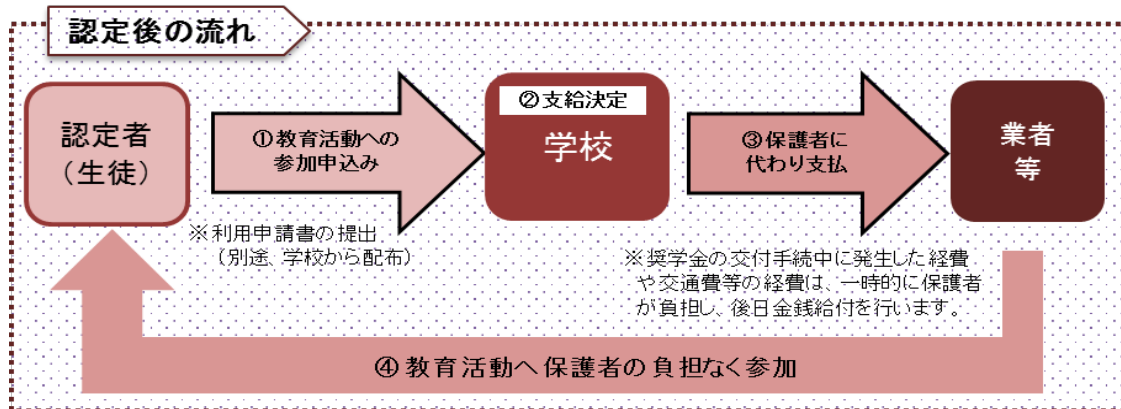 認定後の流れ
認定者
（生徒）
①教育活動への
参加申込み
※利用申請書の提出
（別途、学校から配布）
②支給決定
学校
③保護者に
代わり支払
※奨学金の交付手続中に発生した経費
や交通費等の経費は、一時的に保護者
が負担し、後日金銭給付を行います。
業者
等
④教育活動へ保護者の負担なく参加